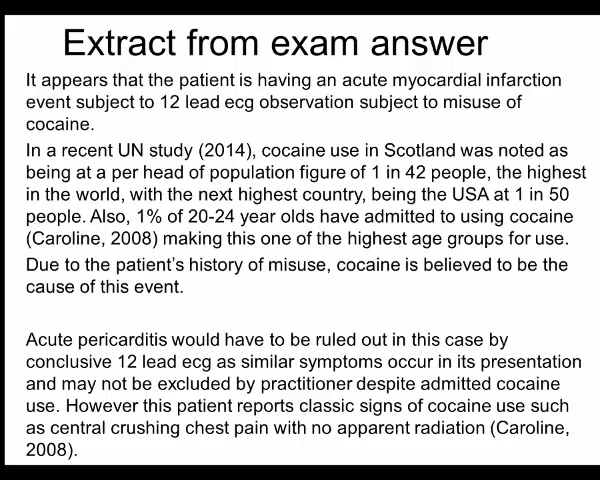 Extract from exam answer
It appears that the patient is having an acute myocardial infarction
event subject to 12 lead ecg observation subject to misuse of
cocaine.
In a recent UN study (2014), cocaine use in Scotland was noted as
being at a per head of population figure of 1 in 42 people, the highest
in the world, with the next highest country, being the USA at 1 in 50
people. Also, 1% of 20-24 year olds have admitted to using cocaine
(Caroline, 2008) making this one of the highest age groups for use.
Due to the patient's history of misuse, cocaine is believed to be the
cause of this event.
Acute pericarditis would have to be ruled out in this case by
conclusive 12 lead ecg as similar symptoms occur in its presentation
and may not be excluded by practitioner despite admitted cocaine
use. However this patient reports classic signs of cocaine use such
as central crushing chest pain with no apparent radiation (Caroline,
2008).